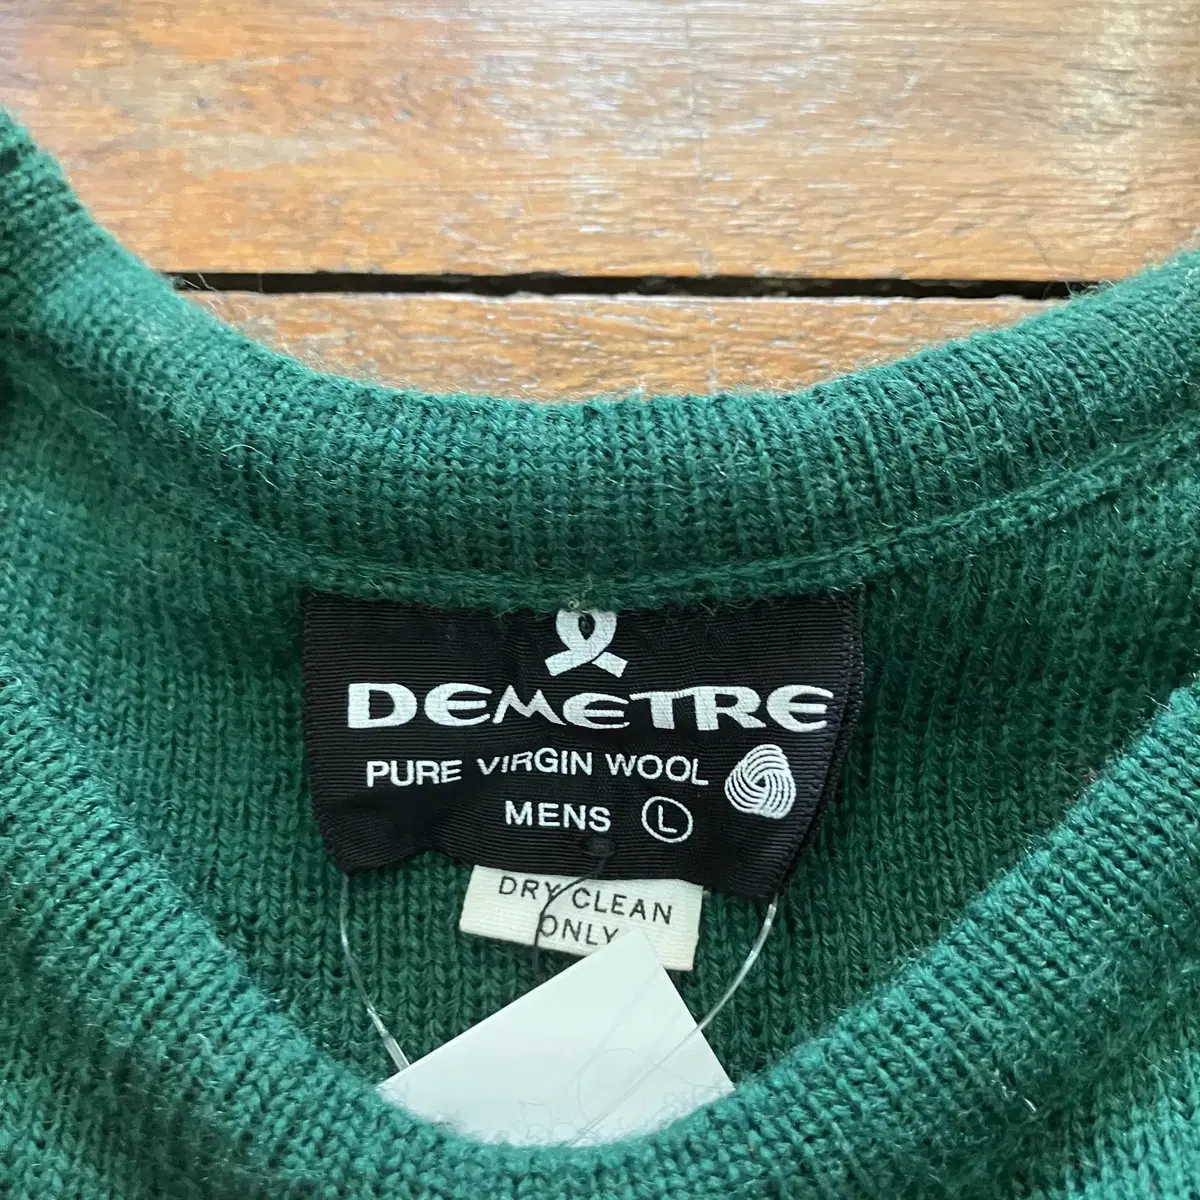 DEMETRE
PURE VIRGIN WOOL
MENS L
DRY CLEAN
ONLY